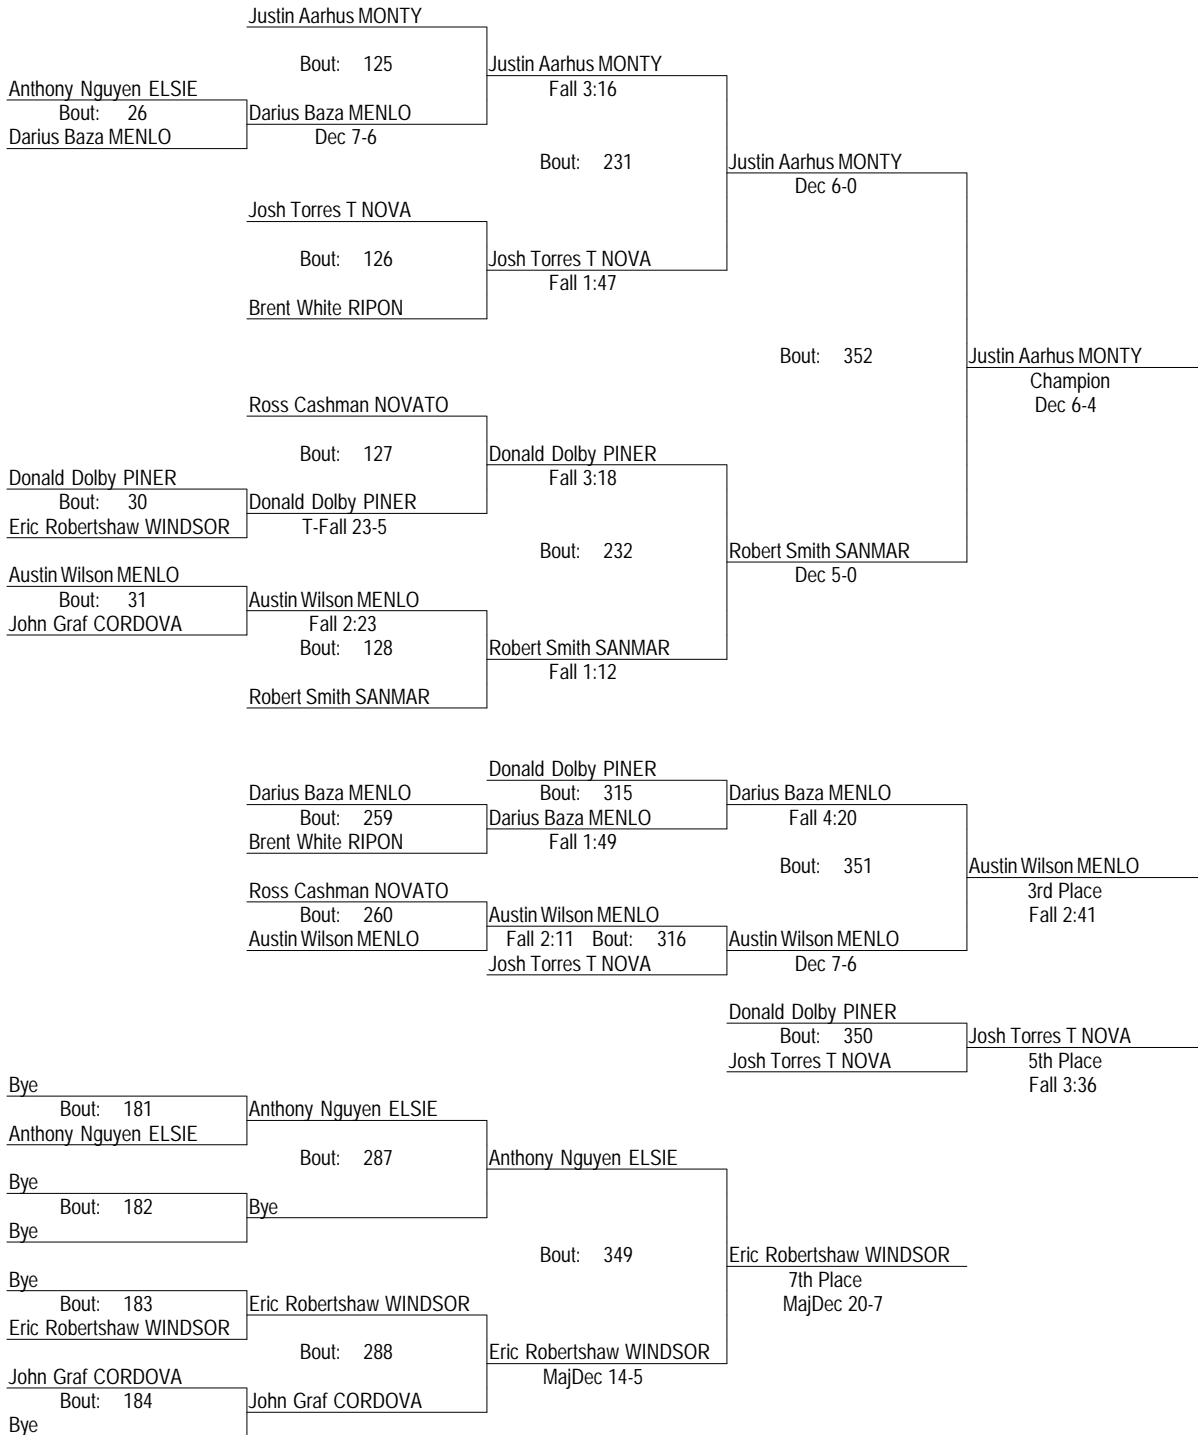 Justin Aarhus MONTY
Bout: 125
Justin Aarhus MONTY
Anthony Nguyen ELSIE
Fall 3:16
Bout: 26
Darius Baza MENLO
Darius Baza MENLO
Dec 7-6
Bout: 231
Justin Aarhus MONTY
Dec 6-0
Josh Torres T NOVA
Bout: 126
Josh Torres T NOVA
Fall 1:47
Brent White RIPON
Bout: 352
Justin Aarhus MONTY
Champion
Dec 6-4
Ross Cashman NOVATO
Bout: 127
Donald Dolby PINER
Donald Dolby PINER
Fall 3:18
Bout: 30
Donald Dolby PINER
Eric Robertshaw WINDSOR
T-Fall 23-5
Bout: 232
Robert Smith SANMAR
Dec 5-0
Austin Wilson MENLO
Bout: 31
Austin Wilson MENLO
John Graf CORDOVA
Fall 2:23
Bout: 128
Robert Smith SANMAR
Fall 1:12
Robert Smith SANMAR
Donald Dolby PINER
Darius Baza MENLO
Bout: 315
Darius Baza MENLO
Bout: 259
Darius Baza MENLO
Fall 4:20
Brent White RIPON
Fall 1:49
Bout: 351
Austin Wilson MENLO
Ross Cashman NOVATO
3rd Place
Bout: 260
Austin Wilson MENLO
Fall 2:41
Austin Wilson MENLO
Fall 2:11 Bout: 316
Austin Wilson MENLO
Josh Torres T NOVA
Dec 7-6
Donald Dolby PINER
Bout: 350
Josh Torres T NOVA
Josh Torres T NOVA
5th Place
Fall 3:36
Bye
Bout: 181
Anthony Nguyen ELSIE
Anthony Nguyen ELSIE
Bout: 287
Anthony Nguyen ELSIE
Bye
Bout: 182
Bye
Bye
Bout: 349
Eric Robertshaw WINDSOR
Bye
7th Place
Bout: 183
Eric Robertshaw WINDSOR
MajDec 20-7
Eric Robertshaw WINDSOR
Bout: 288
Eric Robertshaw WINDSOR
John Graf CORDOVA
MajDec 14-5
Bout: 184
John Graf CORDOVA
Bye